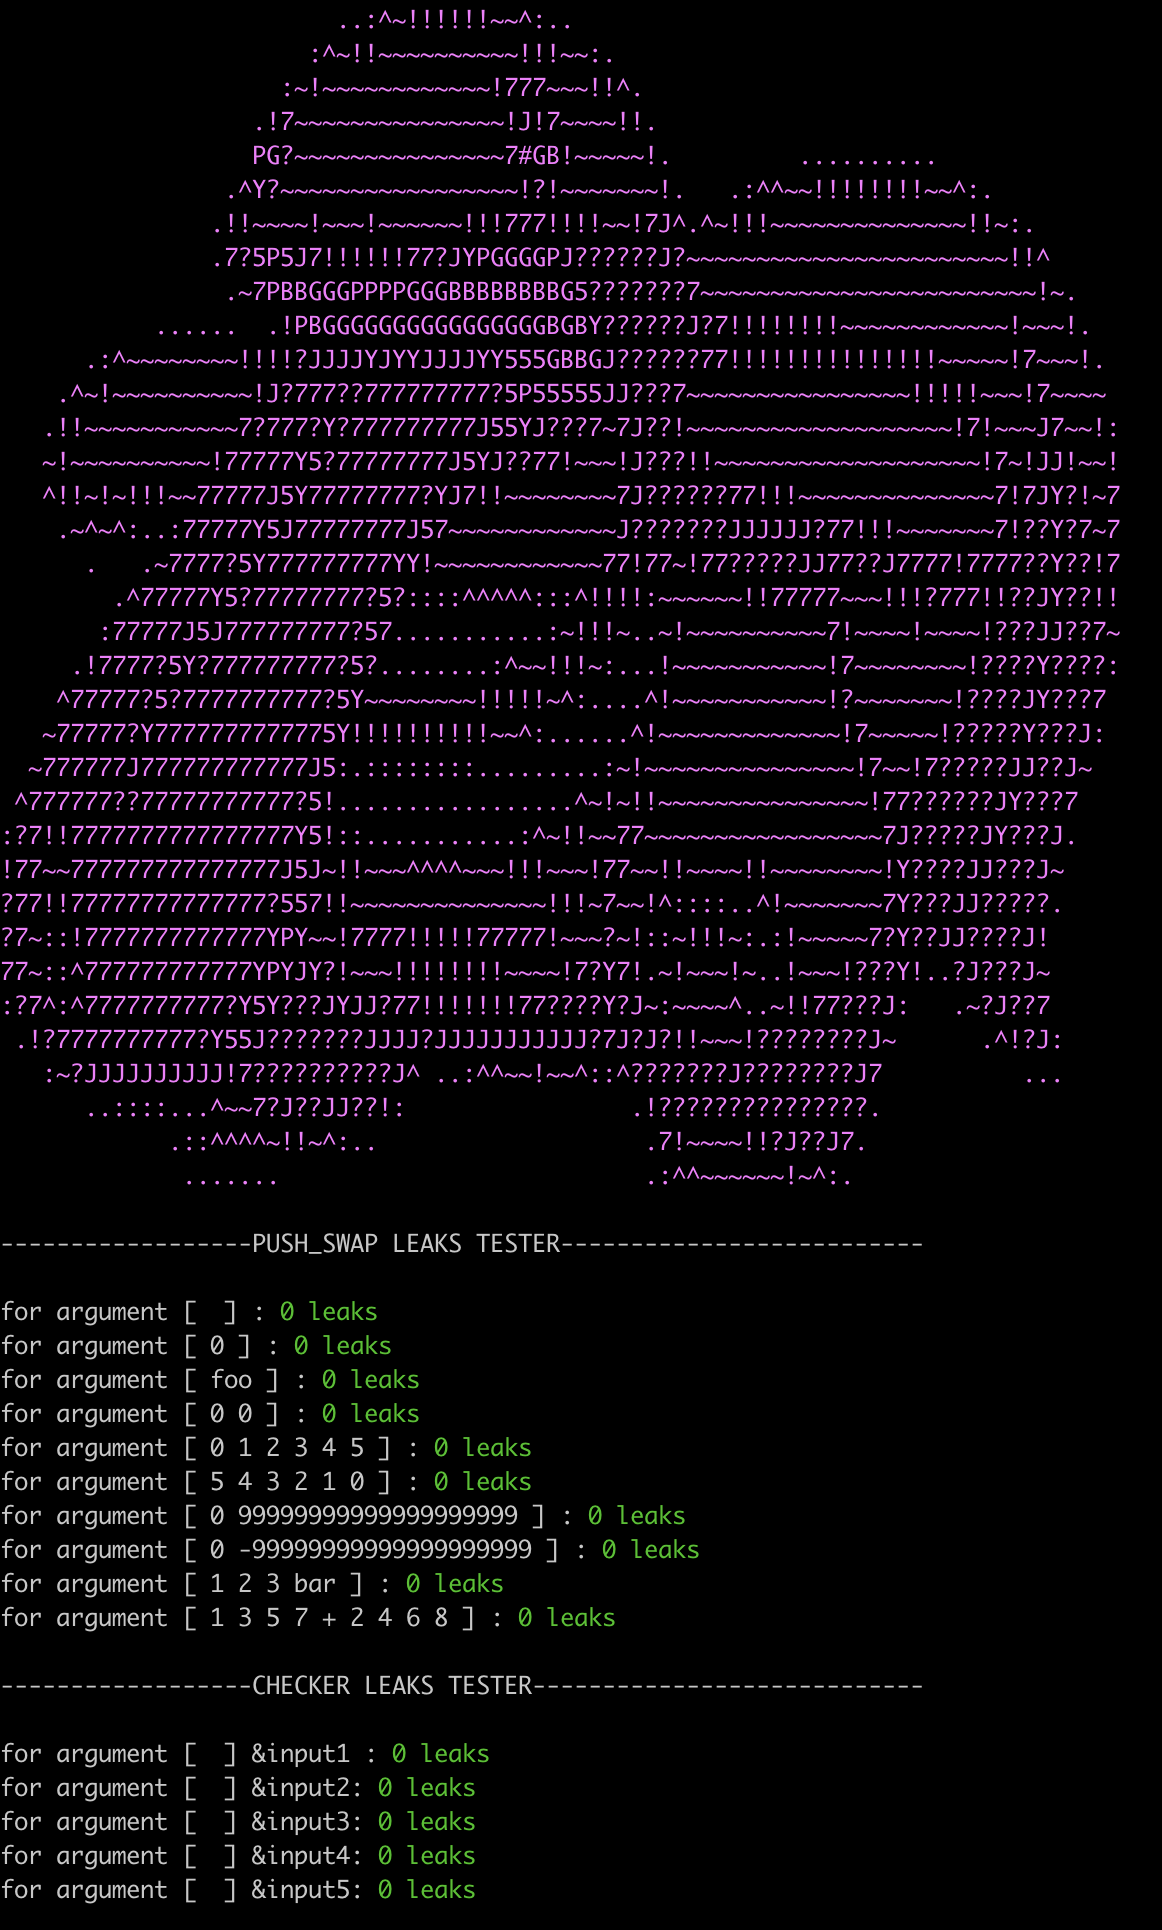 ------------------PUSH_SWAP LEAKS TESTER--------------------------
for argument [  ] : 0 leaks
for argument [ 0 ] : 0 leaks
for argument [ foo ] : 0 leaks
for argument [ 0 0 ] : 0 leaks
for argument [ 0 1 2 3 4 5 ] : 0 leaks
for argument [ 5 4 3 2 1 0 ] : 0 leaks
for argument [ 0 99999999999999999999 ] : 0 leaks
for argument [ 0 -99999999999999999999 ] : 0 leaks
for argument [ 1 2 3 bar ] : 0 leaks
for argument [ 1 3 5 7 + 2 4 6 8 ] : 0 leaks
------------------CHECKER LEAKS TESTER----------------------------
for argument [  ] &input1 : 0 leaks
for argument [  ] &input2: 0 leaks
for argument [  ] &input3: 0 leaks
for argument [  ] &input4: 0 leaks
for argument [  ] &input5: 0 leaks